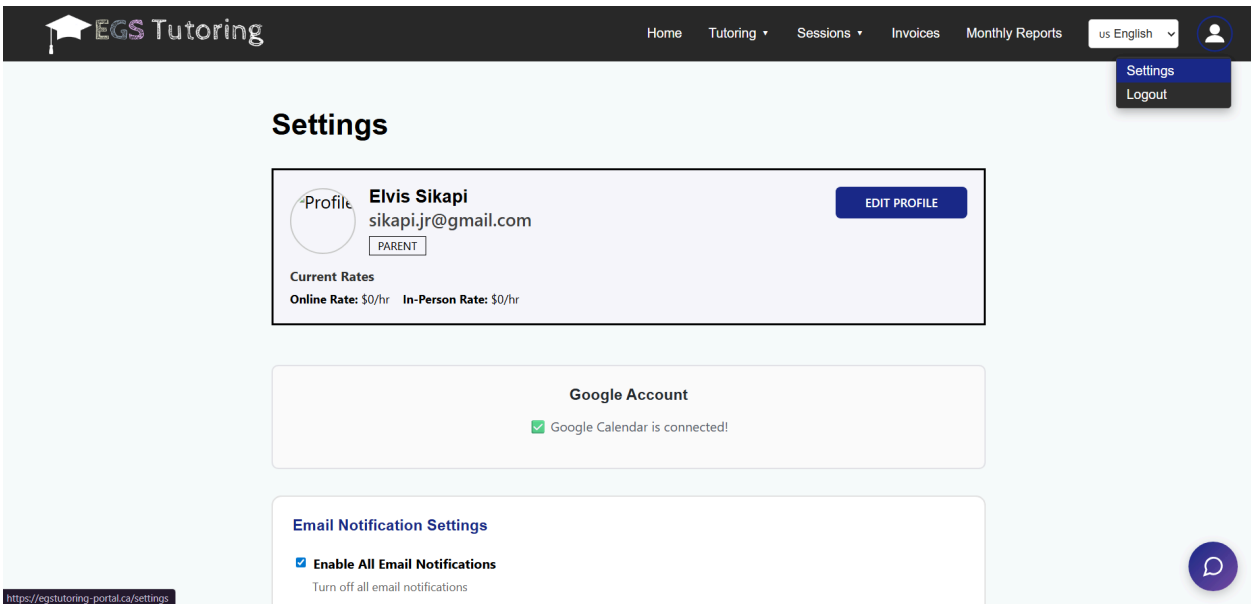 EGS Tutoring
Home Tutoring ▾ Sessions ▾ Invoices Monthly Reports us English
Settings
Logout
Settings
Profile
Elvis Sikapi
sikapi.jr@gmail.com
PARENT
EDIT PROFILE
Current Rates
Online Rate: $0/hr In-Person Rate: $0/hr
Google Account
✅ Google Calendar is connected!
Email Notification Settings
Enable All Email Notifications
Turn off all email notifications
https://egstutoring-portal.ca/settings